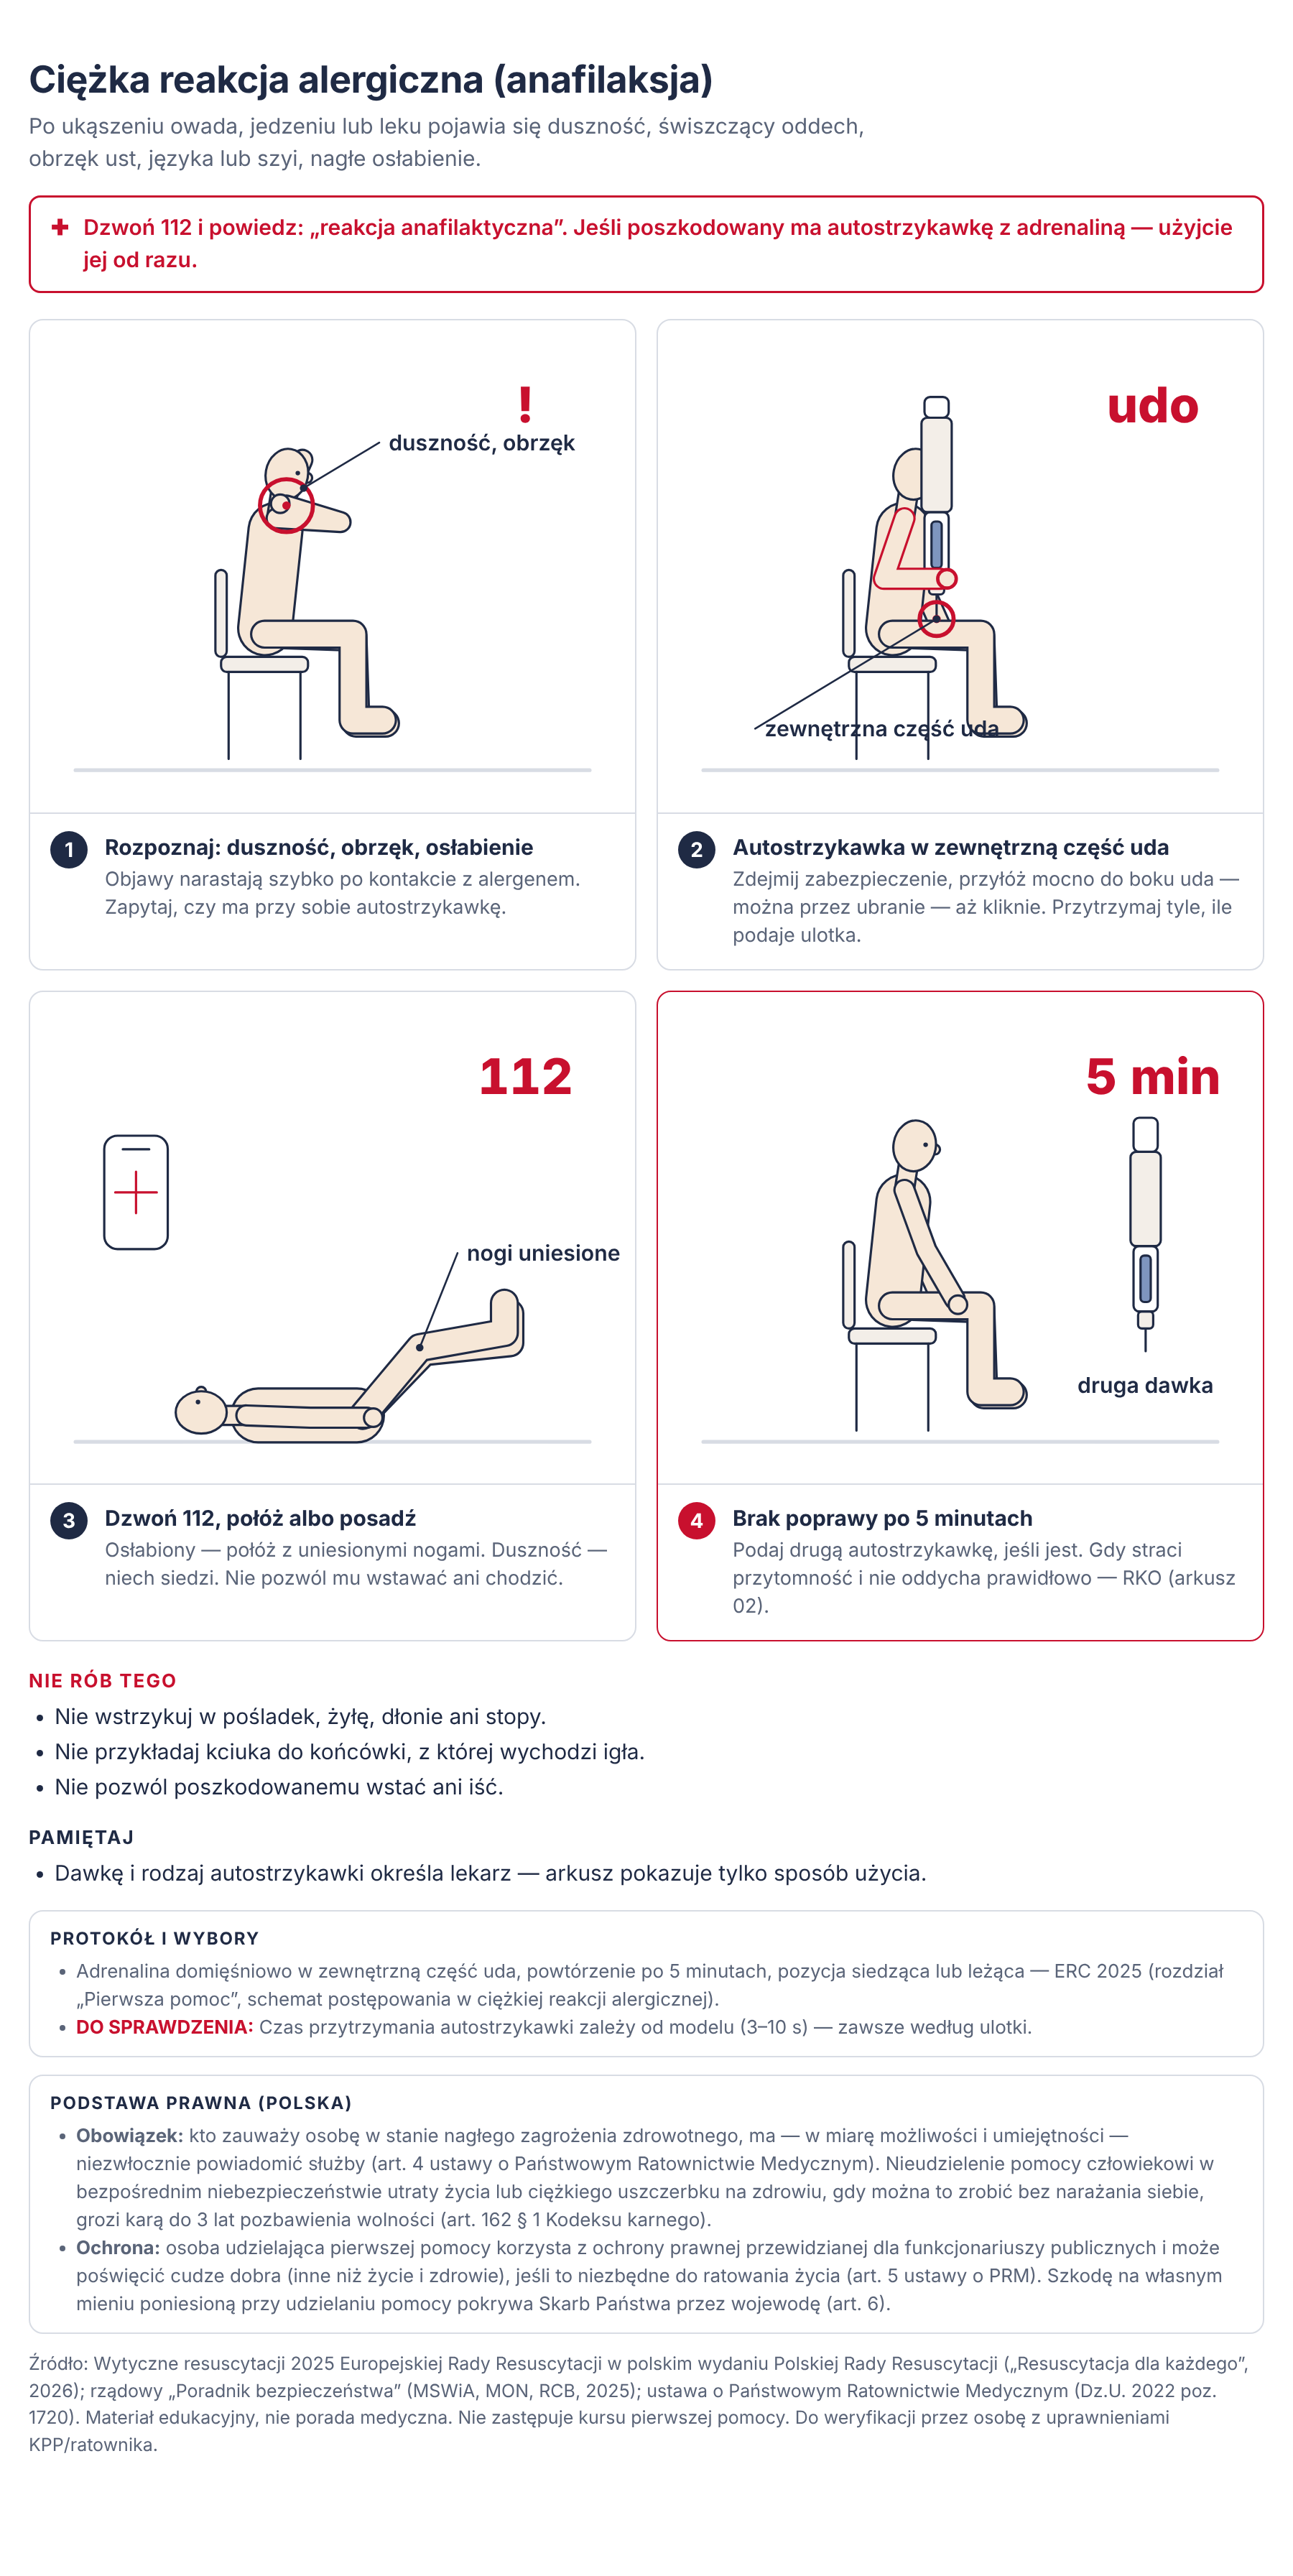 Ciężka reakcja alergiczna (anafilaksja)
Po ukąszeniu owada, jedzeniu lub leku pojawia się duszność, świszczący oddech,
obrzęk ust, języka lub szyi, nagłe osłabienie.
Dzwoń 112 i powiedz: „reakcja anafilaktyczna”. Jeśli poszkodowany ma autostrzykawkę z adrenaliną — użyjcie
jej od razu.
!
duszność, obrzęk
1
Rozpoznaj: duszność, obrzęk, osłabienie
Objawy narastają szybko po kontakcie z alergenem.
Zapytaj, czy ma przy sobie autostrzykawkę.
udo
zewnętrzna część uda
2
Autostrzykawka w zewnętrzną część uda
Zdejmij zabezpieczenie, przyłóż mocno do boku uda —
można przez ubranie — aż kliknie. Przytrzymaj tyle, ile
podaje ulotka.
112
nogi uniesione
3
Dzwoń 112, połóż albo posadź
Osłabiony — połóż z uniesionymi nogami. Duszność —
niech siedzi. Nie pozwól mu wstawać ani chodzić.
5 min
druga dawka
4
Brak poprawy po 5 minutach
Podaj drugą autostrzykawkę, jeśli jest. Gdy straci
przytomność i nie oddycha prawidłowo — RKO (arkusz
02).
NIE RÓB TEGO
• Nie wstrzykuj w pośladek, żyłę, dłonie ani stopy.
• Nie przykładaj kciuka do końcówki, z której wychodzi igła.
• Nie pozwól poszkodowanemu wstać ani iść.
PAMIĘTAJ
• Dawkę i rodzaj autostrzykawki określa lekarz — arkusz pokazuje tylko sposób użycia.
PROTOKÓŁ I WYBORY
• Adrenalina domięśniowo w zewnętrzną część uda, powtórzenie po 5 minutach, pozycja siedząca lub leżąca — ERC 2025 (rozdział
„Pierwsza pomoc”, schemat postępowania w ciężkiej reakcji alergicznej).
• DO SPRAWDZENIA: Czas przytrzymania autostrzykawki zależy od modelu (3–10 s) — zawsze według ulotki.
PODSTAWA PRAWNA (POLSKA)
• Obowiązek: kto zauważy osobę w stanie nagłego zagrożenia zdrowotnego, ma — w miarę możliwości i umiejętności —
niezwłocznie powiadomić służby (art. 4 ustawy o Państwowym Ratownictwie Medycznym). Nieudzielenie pomocy człowiekowi w
bezpośrednim niebezpieczeństwie utraty życia lub ciężkiego uszczerbku na zdrowiu, gdy można to zrobić bez narażania siebie,
grozi karą do 3 lat pozbawienia wolności (art. 162 § 1 Kodeksu karnego).
• Ochrona: osoba udzielająca pierwszej pomocy korzysta z ochrony prawnej przewidzianej dla funkcjonariuszy publicznych i może
poświęcić cudze dobra (inne niż życie i zdrowie), jeśli to niezbędne do ratowania życia (art. 5 ustawy o PRM). Szkodę na własnym
mieniu poniesioną przy udzielaniu pomocy pokrywa Skarb Państwa przez wojewodę (art. 6).
Źródło: Wytyczne resuscytacji 2025 Europejskiej Rady Resuscytacji w polskim wydaniu Polskiej Rady Resuscytacji („Resuscytacja dla każdego”,
2026); rządowy „Poradnik bezpieczeństwa” (MSWiA, MON, RCB, 2025); ustawa o Państwowym Ratownictwie Medycznym (Dz.U. 2022 poz.
1720). Materiał edukacyjny, nie porada medyczna. Nie zastępuje kursu pierwszej pomocy. Do weryfikacji przez osobę z uprawnieniami
KPP/ratownika.